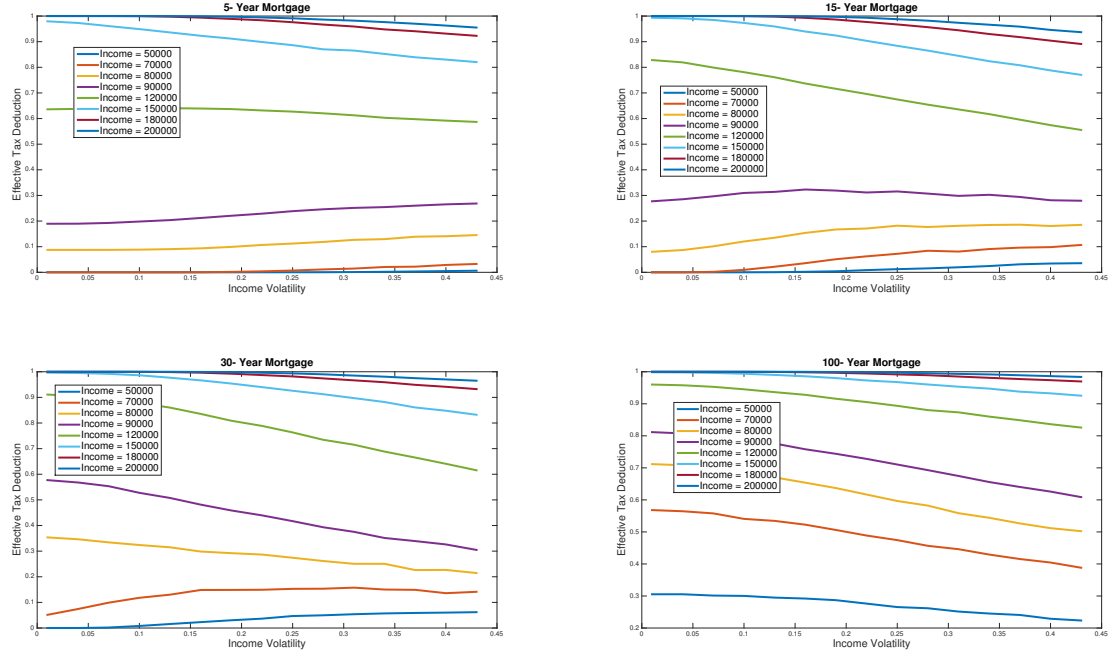 5- Year Mortgage
1
0.9
0.8
0.7
0.6
0.5
0.4
0.3
0.2
0.1
0
Effective Tax Deduction
Income = 50000
Income = 70000
Income = 80000
Income = 90000
Income = 120000
Income = 150000
Income = 180000
Income = 200000
0 0.05 0.1 0.15 0.2 0.25 0.3 0.35 0.4 0.45
Income Volatility
15- Year Mortgage
1
0.9
0.8
0.7
0.6
0.5
0.4
0.3
0.2
0.1
0
Effective Tax Deduction
Income = 50000
Income = 70000
Income = 80000
Income = 90000
Income = 120000
Income = 150000
Income = 180000
Income = 200000
0 0.05 0.1 0.15 0.2 0.25 0.3 0.35 0.4 0.45
Income Volatility
30- Year Mortgage
1
0.9
0.8
0.7
0.6
0.5
0.4
0.3
0.2
0.1
0
Effective Tax Deduction
Income = 50000
Income = 70000
Income = 80000
Income = 90000
Income = 120000
Income = 150000
Income = 180000
Income = 200000
0 0.05 0.1 0.15 0.2 0.25 0.3 0.35 0.4 0.45
Income Volatility
100- Year Mortgage
1
0.9
0.8
0.7
0.6
0.5
0.4
0.3
0.2
Effective Tax Deduction
Income = 50000
Income = 70000
Income = 80000
Income = 90000
Income = 120000
Income = 150000
Income = 180000
Income = 200000
0 0.05 0.1 0.15 0.2 0.25 0.3 0.35 0.4 0.45
Income Volatility